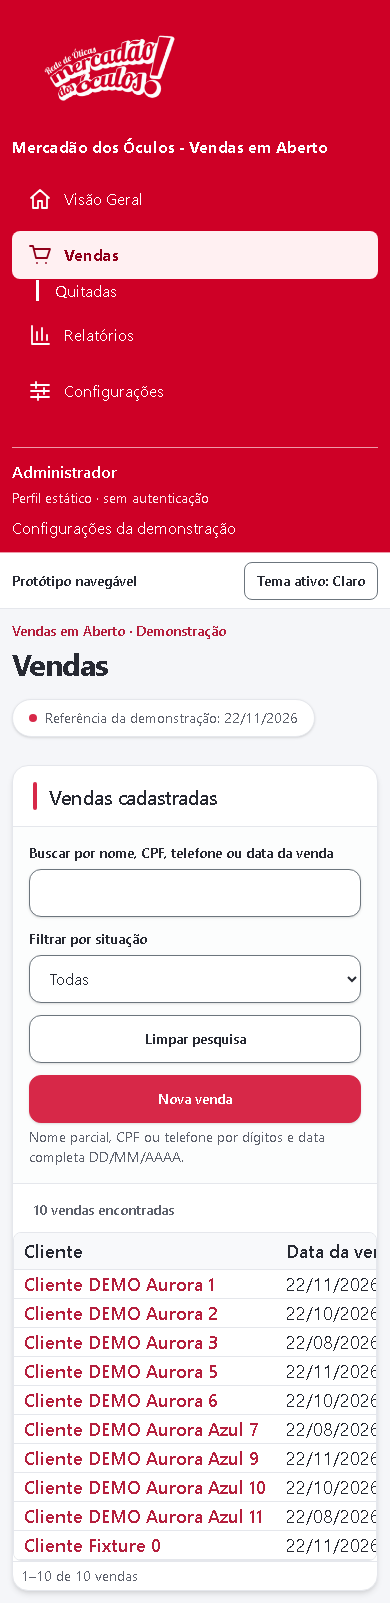 Rede de Óticas
mercadão
dos óculos!
Mercadão dos Óculos - Vendas em Aberto
Visão Geral
Vendas
Quitadas
Relatórios
Configurações
Administrador
Perfil estático · sem autenticação
Configurações da demonstração
Protótipo navegável
Tema ativo: Claro
Vendas em Aberto · Demonstração
Vendas
Referência da demonstração: 22/11/2026
Vendas cadastradas
Buscar por nome, CPF, telefone ou data da venda
Filtrar por situação
Todas
Limpar pesquisa
Nova venda
Nome parcial, CPF ou telefone por dígitos e data
completa DD/MM/AAAA.
10 vendas encontradas
Cliente Data da ven
Cliente DEMO Aurora 1 22/11/2026
Cliente DEMO Aurora 2 22/10/2026
Cliente DEMO Aurora 3 22/08/2026
Cliente DEMO Aurora 5 22/11/2026
Cliente DEMO Aurora 6 22/10/2026
Cliente DEMO Aurora Azul 7 22/08/2026
Cliente DEMO Aurora Azul 9 22/11/2026
Cliente DEMO Aurora Azul 10 22/10/2026
Cliente DEMO Aurora Azul 11 22/08/2026
Cliente Fixture 0 22/11/2026
1–10 de 10 vendas